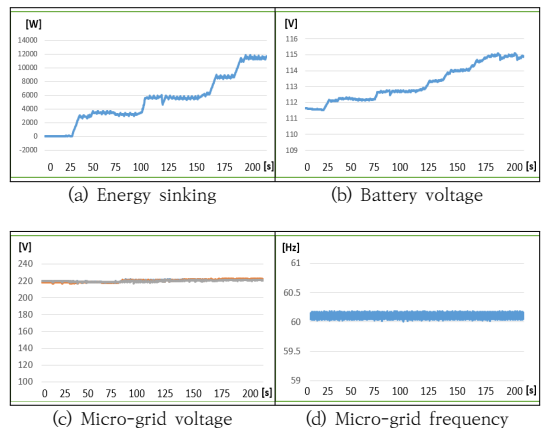 [W]
14000
12000
10000
8000
6000
4000
2000
0
-2000
0 25 50 75 100 125 150 175 200 [s]
(a) Energy sinking
[V]
116
115
114
113
112
111
110
109
0 25 50 75 100 125 150 175 200 [s]
(b) Battery voltage
[V]
240
220
200
180
160
140
120
100
0 25 50 75 100 125 150 175 200 [s]
(c) Micro-grid voltage
[Hz]
61
60.5
60
59.5
59
0 25 50 75 100 125 150 175 200 [s]
(d) Micro-grid frequency